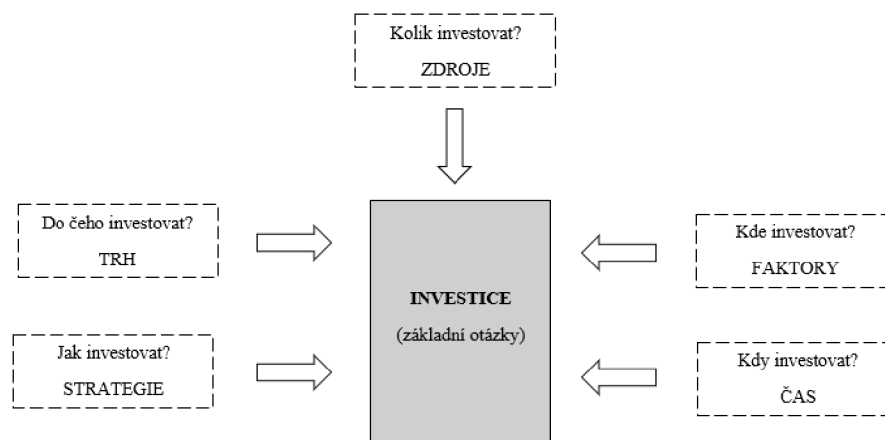 Kolik investovat?
ZDROJE
Do čeho investovat?
TRH
Kde investovat?
FAKTORY
INVESTICE
(základní otázky)
Jak investovat?
STRATEGIE
Kdy investovat?
ČAS